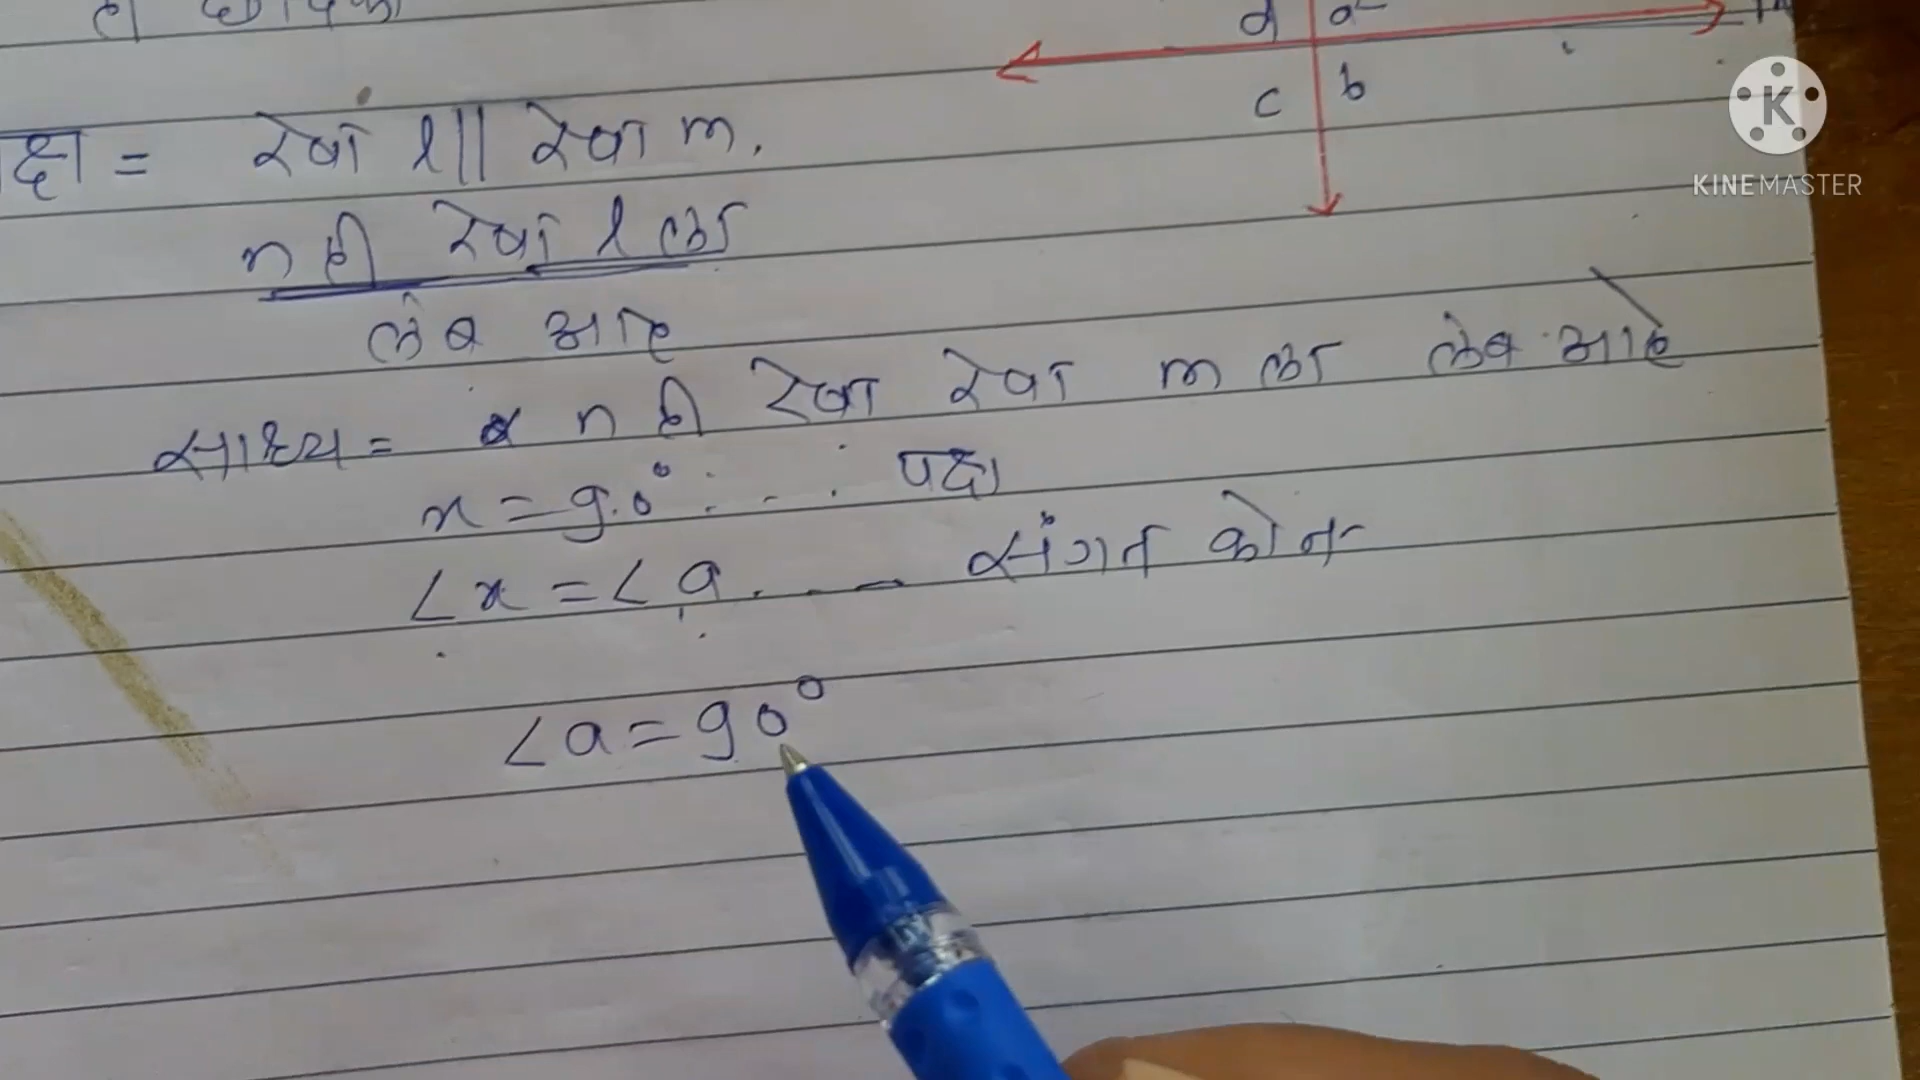 d a
c b
पक्ष = रेषा l || रेषा m.
n ही रेषा l ला
लंब आहे
साध्य = n ही रेषा रेषा m ला लंब आहे
x = 90° . . . . पक्ष
∠x = ∠a . - - संगत कोन
∠a = 90°
KINEMASTER